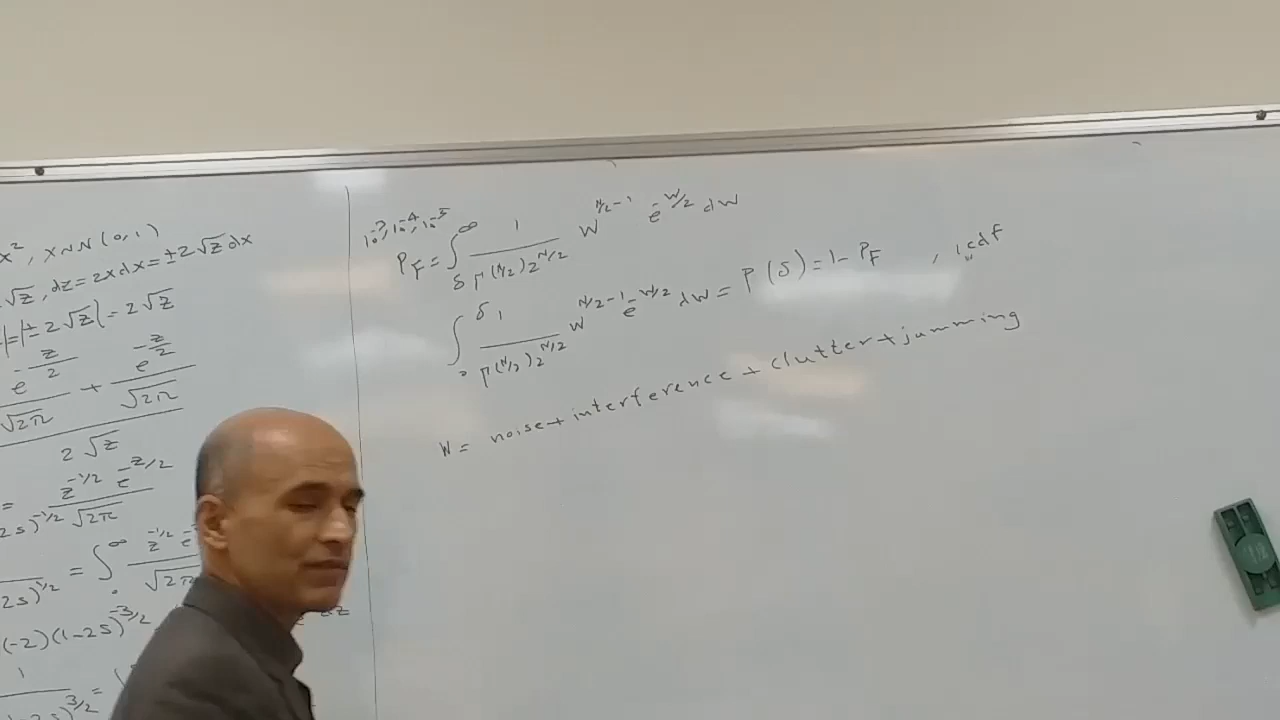 x², X ~ N(0,1)
√z, dz = 2xdx = ±2√z dx
|=|±2√z| = 2√z
e^(-z/2)/√2π + e^(-z/2)/√2π
2√z
= z^(-1/2) e^(-z/2)/√2π
2s)^(1/2) = ∫₀^∞ z^(-1/2) e
√2π
(-2)(1-2s)^(-3/2) dz
1
2s)^(3/2) =
10^-3, 10^-4, 10^-5
P_F = ∫_δ^∞ 1/(Γ(N/2) 2^(N/2)) W^(N/2-1) e^(-W/2) dW
∫₀^δ 1/(Γ(N/2) 2^(N/2)) W^(N/2-1) e^(-W/2) dW = P(δ) = 1 - P_F , "cdf
W = noise + interference + clutter + jamming